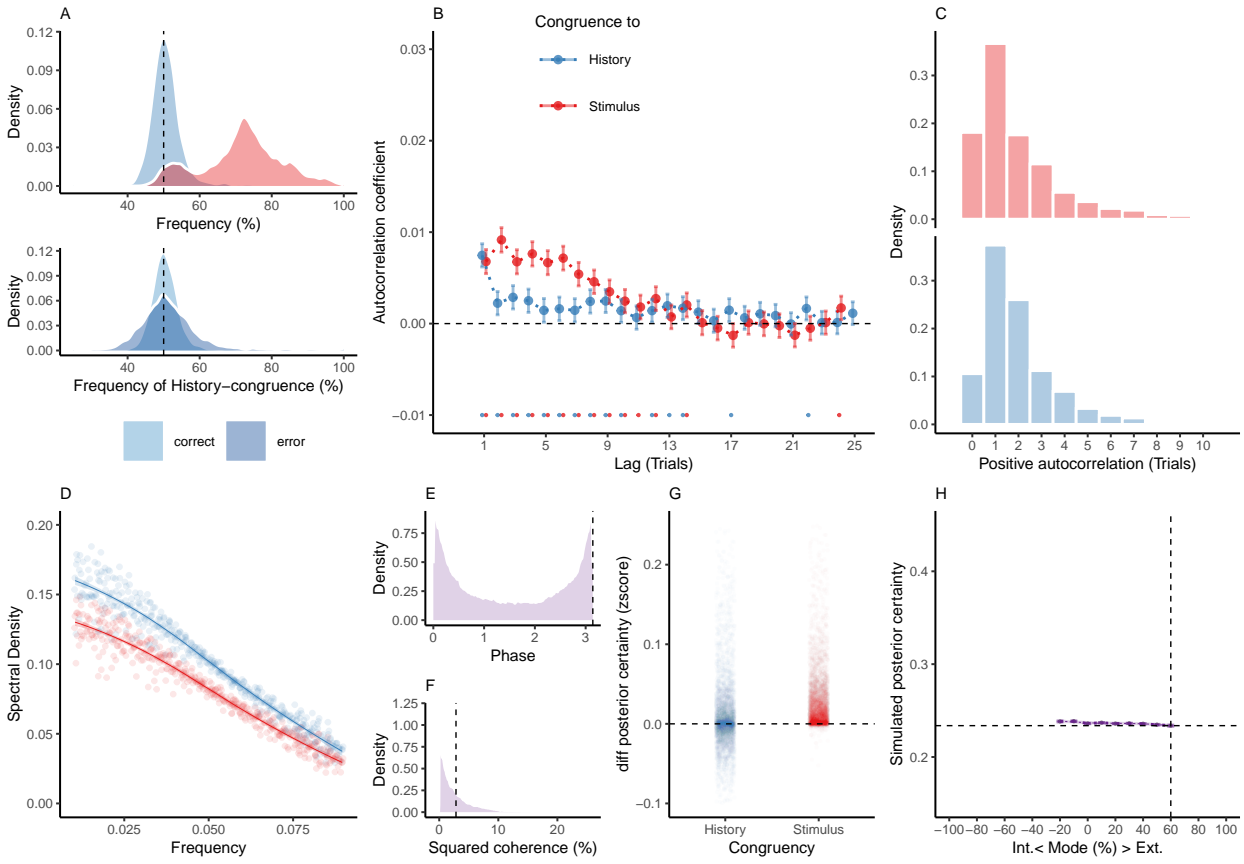 A
0.12
0.09
0.06
0.03
0.00
Density
40 60 80 100
Frequency (%)
0.12
0.09
0.06
0.03
0.00
Density
40 60 80 100
Frequency of History−congruence (%)
correct error
B
Congruence to
History
Stimulus
0.03
0.02
0.01
0.00
−0.01
Autocorrelation coefficient
1 5 9 13 17 21 25
Lag (Trials)
C
0.3
0.2
0.1
0.0
Density
0.3
0.2
0.1
0.0
0 1 2 3 4 5 6 7 8 9 10
Positive autocorrelation (Trials)
D
0.20
0.15
0.10
0.05
0.00
Spectral Density
0.025 0.050 0.075
Frequency
E
0.75
0.50
0.25
0.00
Density
0 1 2 3
Phase
F
1.25
1.00
0.75
0.50
0.25
0.00
Density
0 10 20
Squared coherence (%)
G
0.2
0.1
0.0
−0.1
diff posterior certainty (zscore)
History Stimulus
Congruency
H
0.4
0.3
0.2
Simulated posterior certainty
−100 −80 −60 −40 −20 0 20 40 60 80 100
Int.< Mode (%) > Ext.